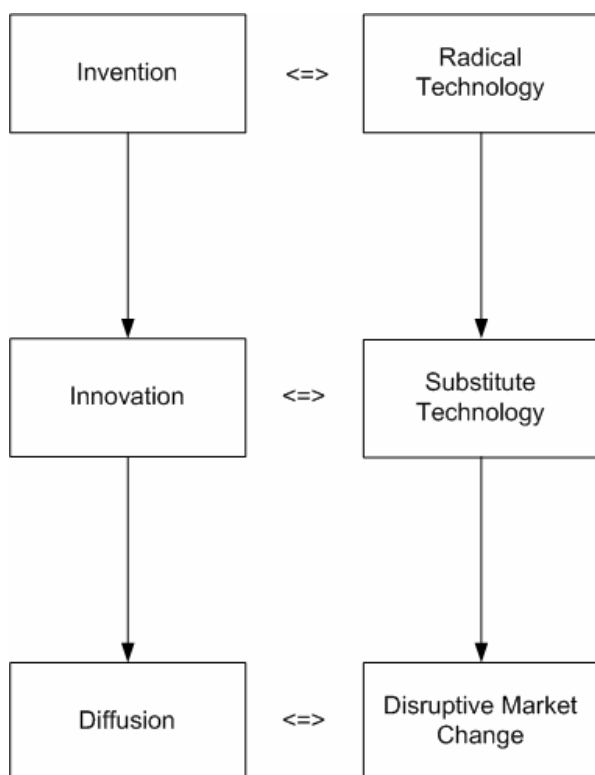 Invention <=> Radical
Technology
Innovation <=> Substitute
Technology
Diffusion <=> Disruptive Market
Change